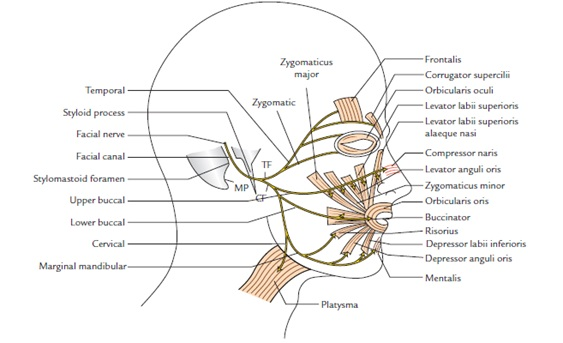 Zygomaticus
major
Temporal
Styloid process
Zygomatic
Facial nerve
Facial canal
Stylomastoid foramen
TF
MP
CF
Upper buccal
Lower buccal
Cervical
Marginal mandibular
Frontalis
Corrugator supercilii
Orbicularis oculi
Levator labii superioris
Levator labii superioris
alaeque nasi
Compressor naris
Levator anguli oris
Zygomaticus minor
Orbicularis oris
Buccinator
Risorius
Depressor labii inferioris
Depressor anguli oris
Mentalis
Platysma